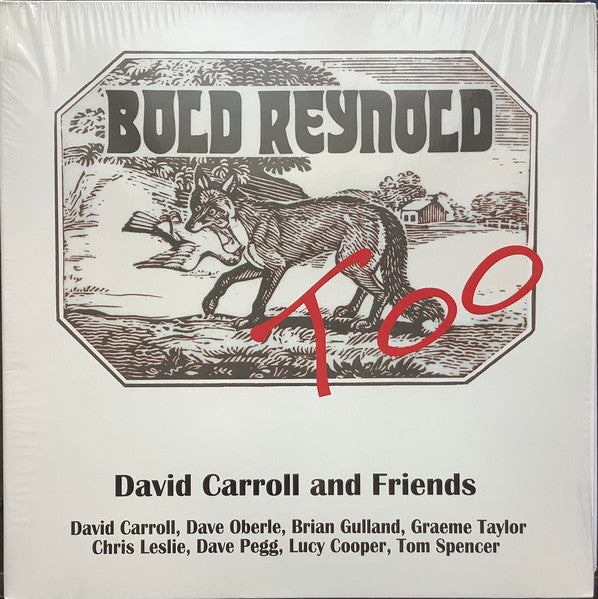 BOLD REYNOLD
TOO
David Carroll and Friends
David Carroll, Dave Oberle, Brian Gulland, Graeme Taylor
Chris Leslie, Dave Pegg, Lucy Cooper, Tom Spencer